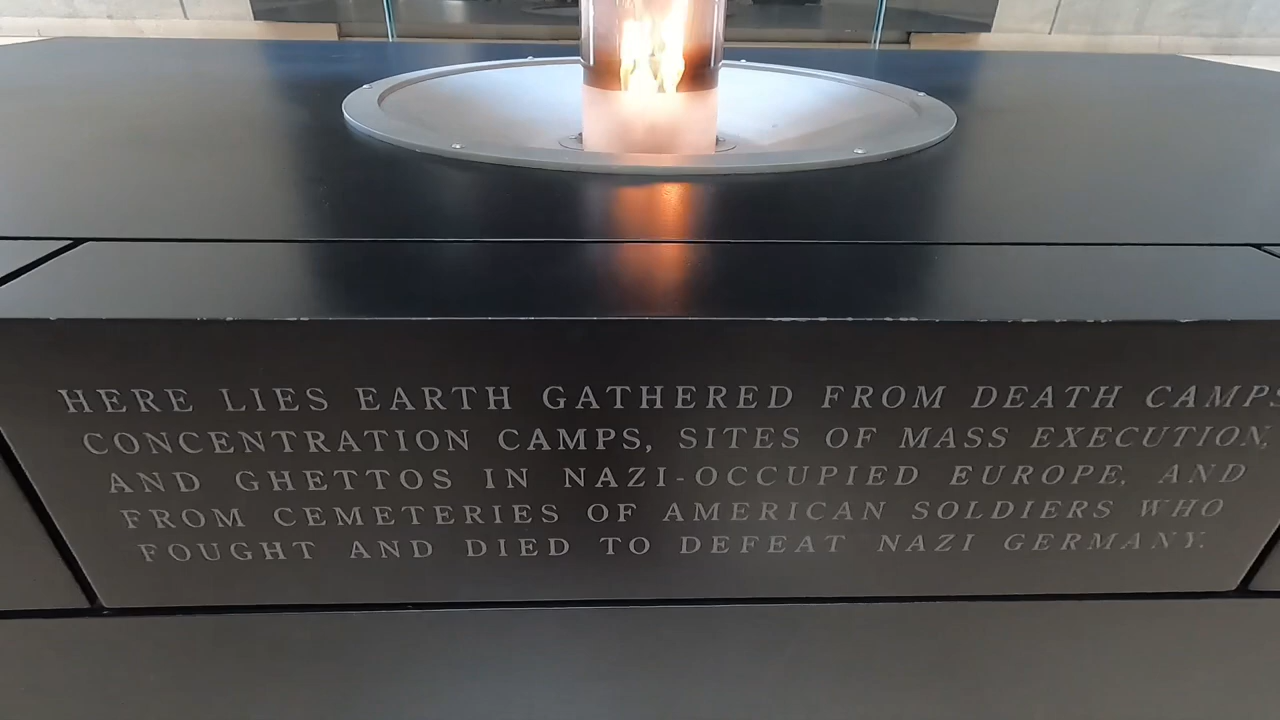 HERE LIES EARTH GATHERED FROM DEATH CAMPS
CONCENTRATION CAMPS, SITES OF MASS EXECUTION,
AND GHETTOS IN NAZI-OCCUPIED EUROPE, AND
FROM CEMETERIES OF AMERICAN SOLDIERS WHO
FOUGHT AND DIED TO DEFEAT NAZI GERMANY.